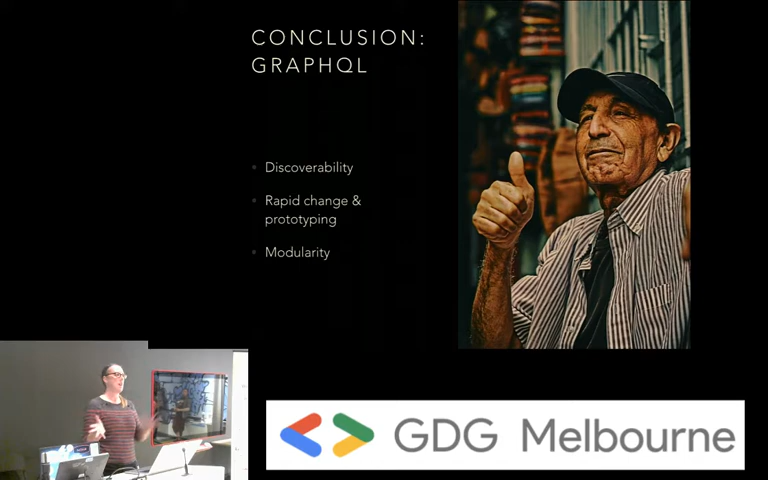 CONCLUSION:
GRAPHQL
Discoverability
Rapid change &
prototyping
Modularity
GDG Melbourne